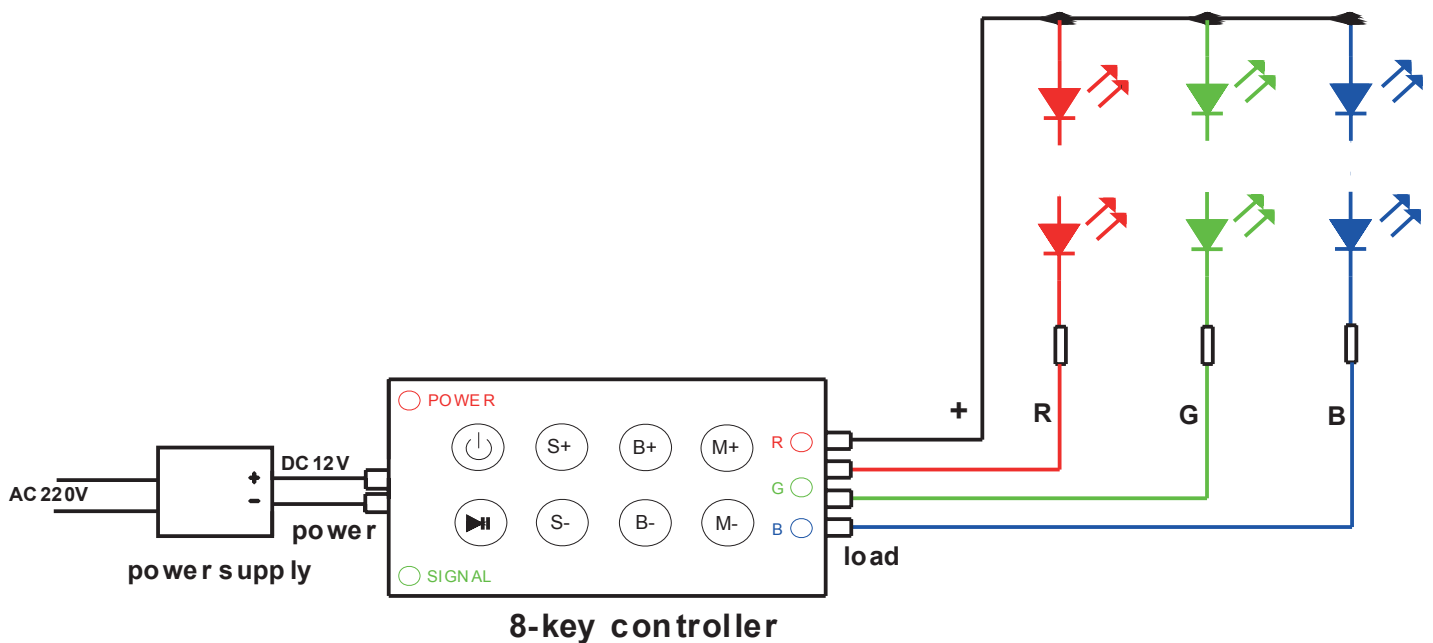 POWER
S+ B+ M+
R
G
S- B- M-
B
SIGNAL
8-key controller
AC 220V
+
-
DC 12V
power
power supply
load
+
R
G
B